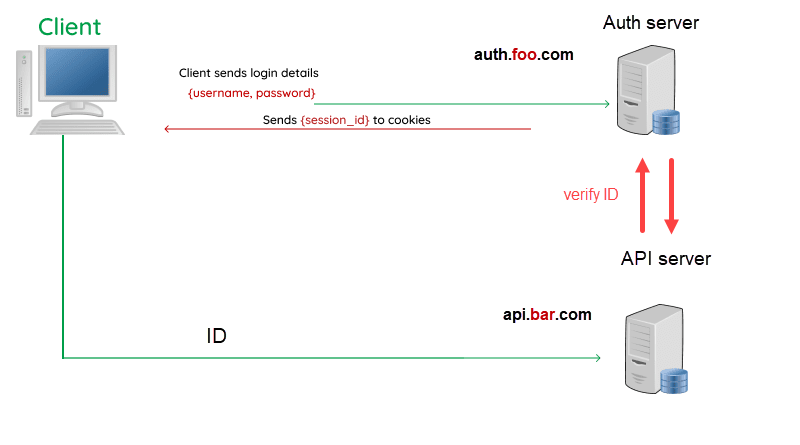 Client
Auth server
auth.foo.com
Client sends login details
{username, password}
Sends {session_id} to cookies
verify ID
API server
api.bar.com
ID